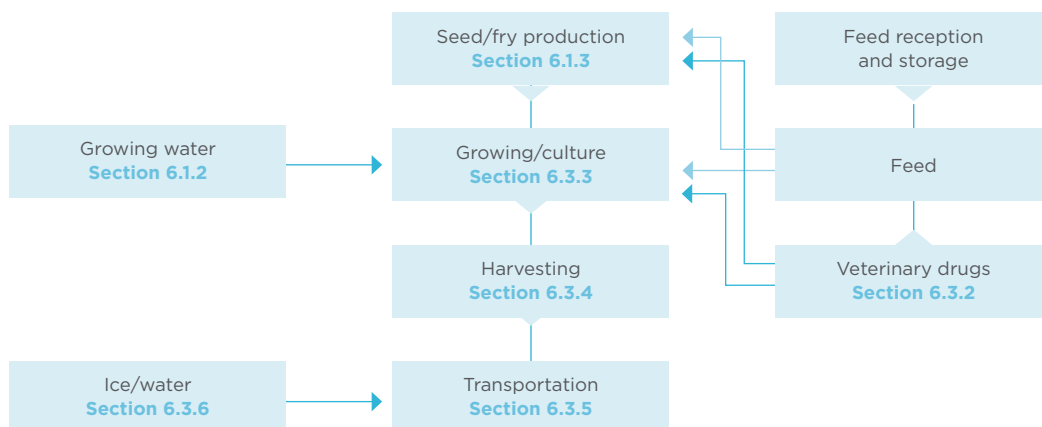 Seed/fry production
Section 6.1.3
Feed reception
and storage
Growing water
Section 6.1.2
Growing/culture
Section 6.3.3
Feed
Harvesting
Section 6.3.4
Veterinary drugs
Section 6.3.2
Ice/water
Section 6.3.6
Transportation
Section 6.3.5